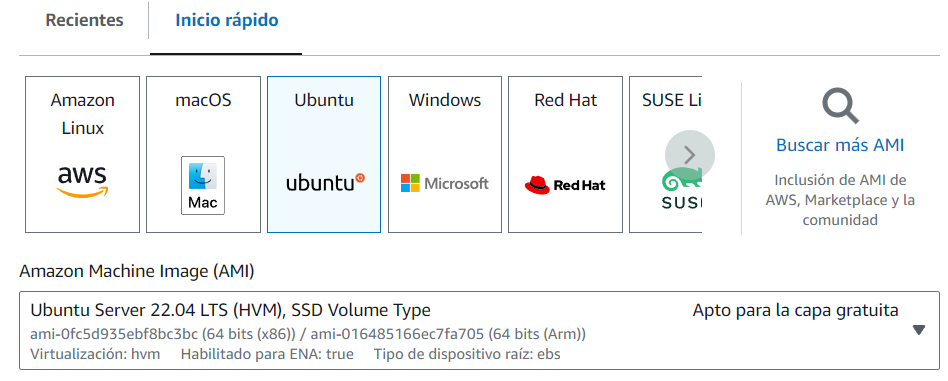 Recientes
Inicio rápido
Amazon
Linux
aws
macOS
Mac
Ubuntu
ubuntu
Windows
Microsoft
Red Hat
Red Hat
SUSE Li
SUS
Buscar más AMI
Inclusión de AMI de
AWS, Marketplace y la
comunidad
Amazon Machine Image (AMI)
Ubuntu Server 22.04 LTS (HVM), SSD Volume Type
Apto para la capa gratuita
ami-0fc5d935ebf8bc3bc (64 bits (x86)) / ami-016485166ec7fa705 (64 bits (Arm))
Virtualización: hvm Habilitado para ENA: true Tipo de dispositivo raíz: ebs